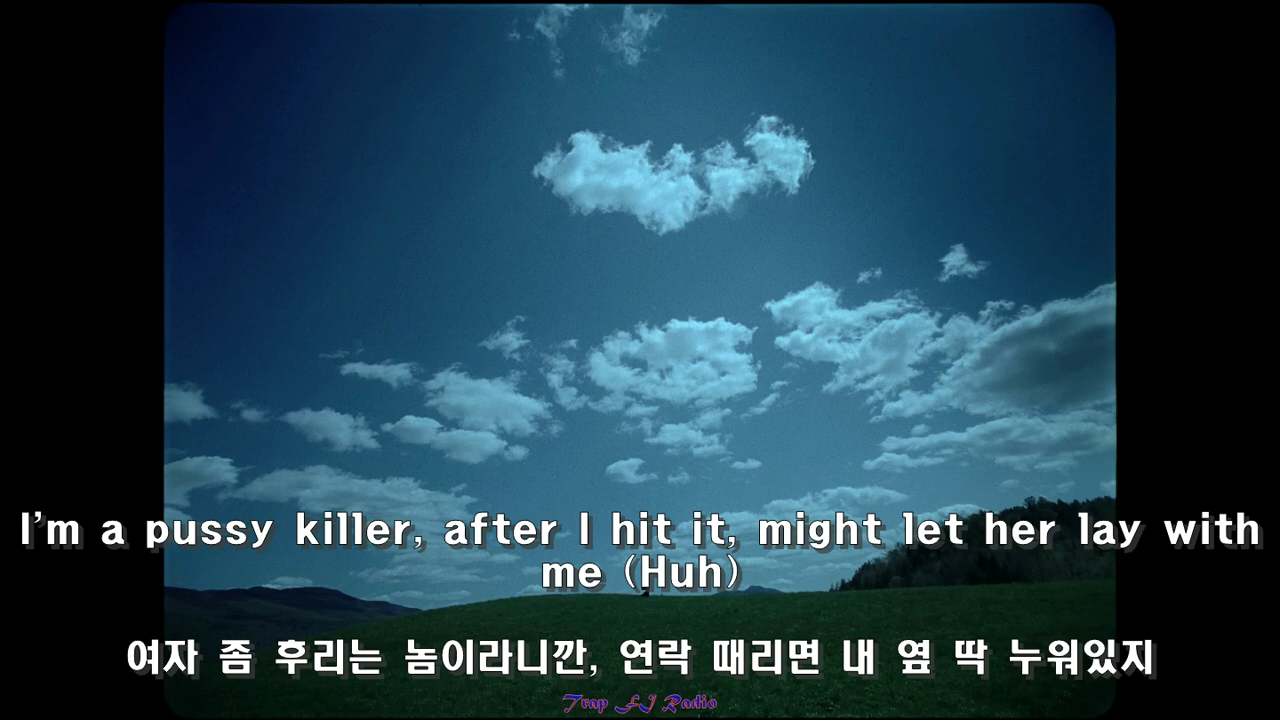 I'm a pussy killer, after I hit it, might let her lay with
me (Huh)
여자 좀 후리는 놈이라니깐, 연락 때리면 내 옆 딱 누워있지
Trap LJ Radio